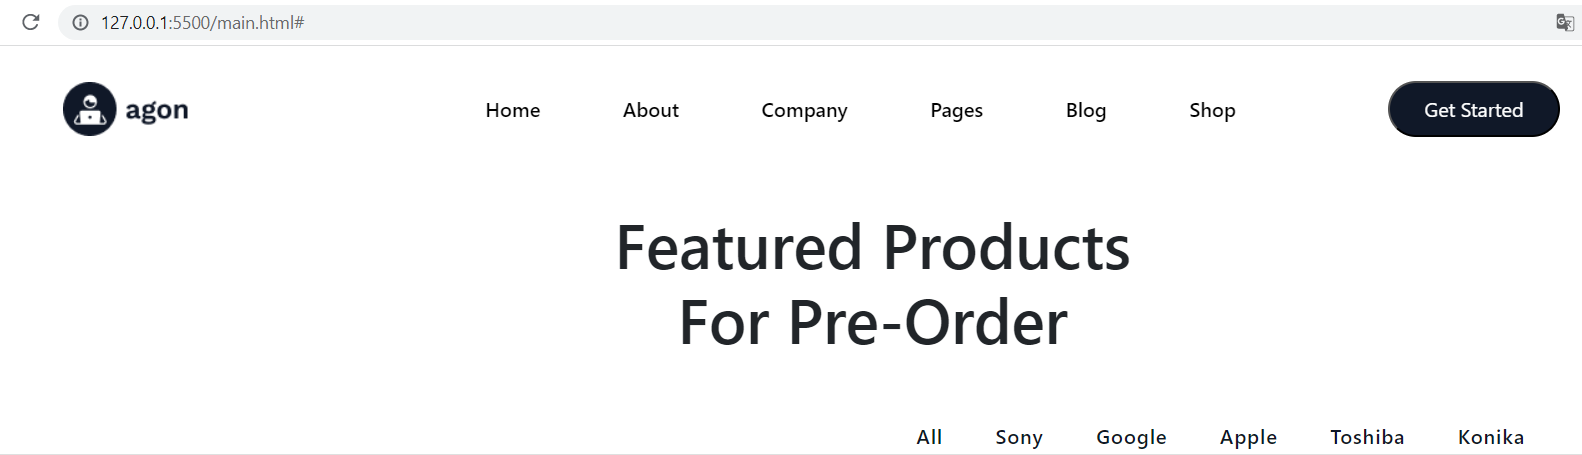 127.0.0.1:5500/main.html#
agon Home About Company Pages Blog Shop Get Started
Featured Products
For Pre-Order
All Sony Google Apple Toshiba Konika